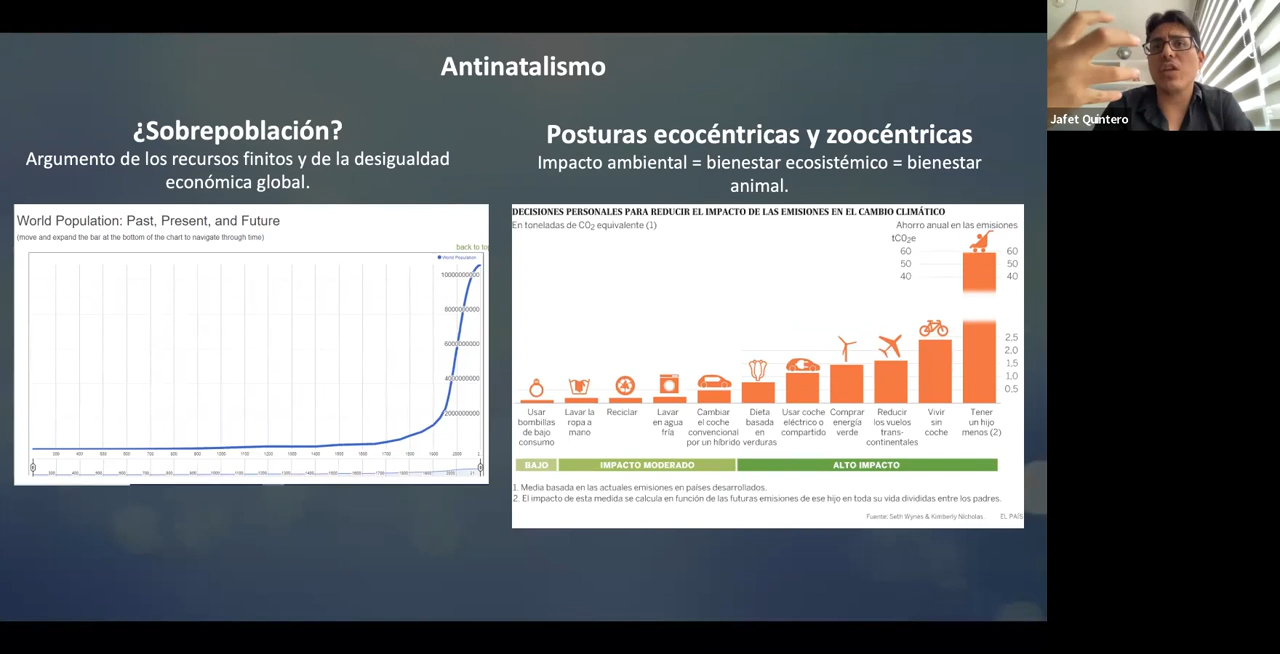 Antinatalismo
¿Sobrepoblación?
Argumento de los recursos finitos y de la desigualdad
económica global.
World Population: Past, Present, and Future
(move and expand the bar at the bottom of the chart to navigate through time)
back to to
World Population
10000000000
8000000000
6000000000
4000000000
2000000000
Posturas ecocéntricas y zoocéntricas
Impacto ambiental = bienestar ecosistémico = bienestar
animal.
DECISIONES PERSONALES PARA REDUCIR EL IMPACTO DE LAS EMISIONES EN EL CAMBIO CLIMÁTICO
En toneladas de CO2 equivalente (1)
Ahorro anual en las emisiones
tCO2e
60 60
50 50
40 40
2,5
2,0
1,5
1,0
0,5
Usar bombillas de bajo consumo
Lavar la ropa a mano
Reciclar
Lavar en agua fría
Cambiar el coche convencional por un híbrido
Dieta basada en verduras
Usar coche eléctrico o compartido
Comprar energía verde
Reducir los vuelos trans- continentales
Vivir sin coche
Tener un hijo menos (2)
BAJO IMPACTO MODERADO ALTO IMPACTO
1. Media basada en las actuales emisiones en países desarrollados.
2. El impacto de esta medida se calcula en función de las futuras emisiones de ese hijo en toda su vida divididas entre los padres.
Fuente: Seth Wynes & Kimberly Nicholas. EL PAÍS
Jafet Quintero